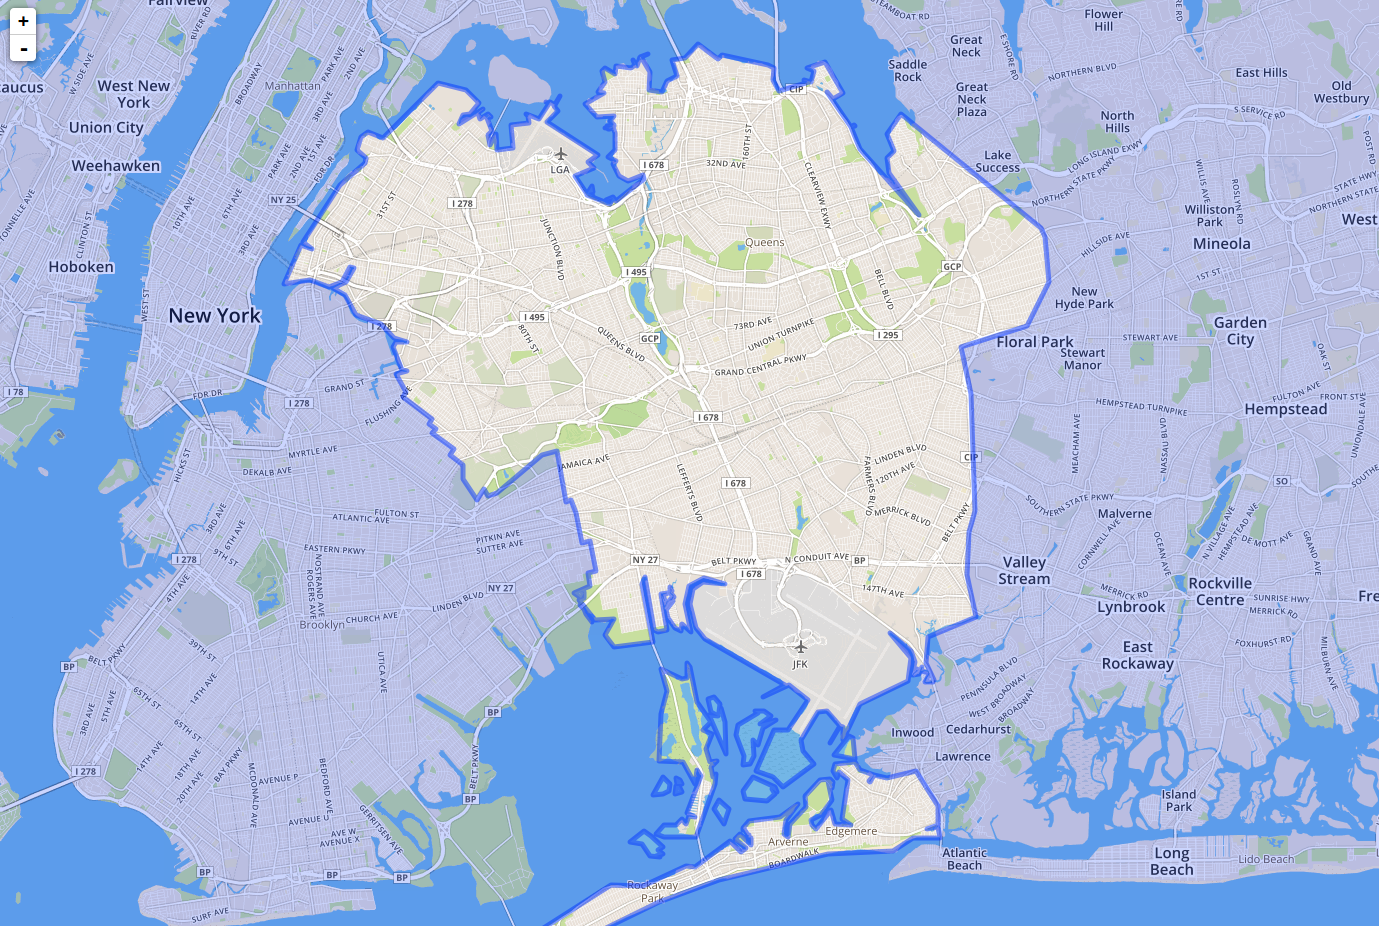 +
-
Fairview
RIVER RD
W SIDE AVE
BROADWAY
PARK AVE
2ND AVE
STEAMBOAT RD
Flower
Hill
E SHORE RD
RE RD
Great
Neck
Saddle
Rock
NORTHERN BLVD
East Hills
Old
Westbury
caucus
West New
York
Manhattan
3RD AVE
CIP
Great
Neck
Plaza
North
Hills
S SERVICE RD
POST RD
Union City
1ST AVE
2ND AVE
PARK AVE
FDR DR
160TH ST
LONG ISLAND EXWY
Weehawken
LGA
I 678
32ND AVE
CLEARVIEW EXWY
Lake
Success
NORTHERN STATE PKWY
WILLIS AVE
ROSLYN RD
STATE HWY
NORTHERN STATE
TONNELLE AVE
10TH AVE
6TH AVE
NY 25
31ST ST
I 278
Williston
Park
West
CLINTON ST
3RD AVE
JUNCTION BLVD
Queens
HILLSIDE AVE
Mineola
Hoboken
I 495
GCP
1ST ST
BELL BLVD
New
Hyde Park
WEST ST
New York
I 278
I 495
80TH ST
QUEENS BLVD
GCP
73RD AVE
UNION TURNPIKE
I 295
Floral Park
STEWART AVE
Garden
City
Stewart
Manor
OAK ST
GRAND CENTRAL PKWY
I 78
FDR DR
I 278
GRAND ST
FLUSHING AVE
FULTON AVE
FRONT ST
I 678
HEMPSTEAD TURNPIKE
Hempstead
MEACHAM AVE
NASSAU BLVD
UNIONDALE AVE
HICKS ST
MYRTLE AVE
DEKALB AVE
JAMAICA AVE
LEFFERTS BLVD
FARMERS BLVD
LINDEN BLVD
120TH AVE
CIP
I 678
SO
SOUTHE
SOUTHERN STATE PKWY
3RD AVE
FULTON ST
ATLANTIC AVE
MERRICK BLVD
BELT PKWY
Malverne
N VILLAGE AVE
HEMPSTEAD AVE
6TH AVE
9TH ST
PITKIN AVE
SUTTER AVE
EASTERN PKWY
CORNWELL AVE
OCEAN AVE
DE MOTT AVE
GRAND AVE
I 278
NOSTRAND AVE
ROGERS AVE
NY 27
NY 27
BELT PKWY
N CONDUIT AVE
BP
I 678
Valley
Stream
4TH AVE
LINDEN BLVD
147TH AVE
MERRICK RD
Rockville
Centre
SUNRISE HWY
MERRICK RD
Fre
Lynbrook
Brooklyn
CHURCH AVE
39TH ST
FOXHURST RD
MILBURN AVE
BELT PKWY
BP
UTICA AVE
JFK
East
Rockaway
14TH AVE
65TH ST
PENINSULA BLVD
WEST BROADWAY
BROADWAY
3RD AVE
5TH AVE
65TH ST
BP
Inwood
Cedarhurst
14TH AVE
18TH AVE
BAY PKWY
BELT PKWY
Lawrence
I 278
20TH AVE
AVENUE P
MCDONALD AVE
BEDFORD AVE
BP
Island
Park
AVENUE U
AVE W
AVENUE X
GERRITSEN AVE
Edgemere
Arverne
BOARDWALK
Atlantic
Beach
Long
Beach
Lido Beach
BP
BP
BP
Rockaway
Park
SURF AVE